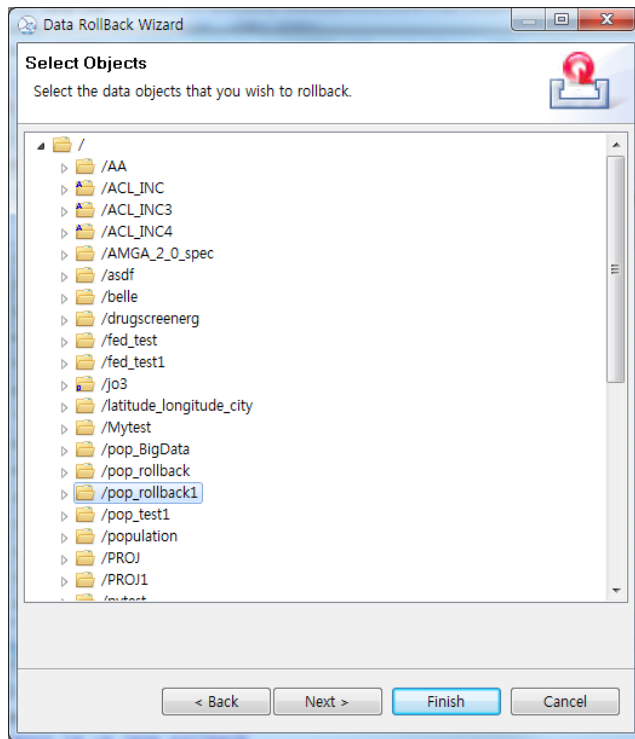 Data RollBack Wizard
Select Objects
Select the data objects that you wish to rollback.
/
/AA
/ACL_INC
/ACL_INC3
/ACL_INC4
/AMGA_2_0_spec
/asdf
/belle
/drugscreenerg
/fed_test
/fed_test1
/jo3
/latitude_longitude_city
/Mytest
/pop_BigData
/pop_rollback
/pop_rollback1
/pop_test1
/population
/PROJ
/PROJ1
< Back Next > Finish Cancel